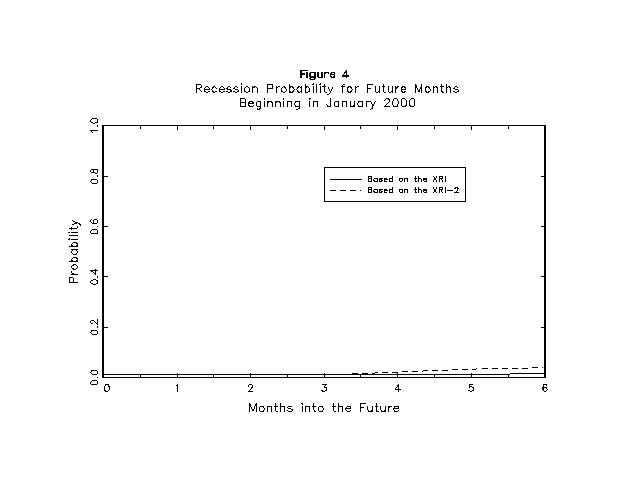 Figure 4
Recession Probability for Future Months
Beginning in January 2000
Based on the XRI
Based on the XRI-2
Probability
1.0
0.8
0.6
0.4
0.2
0.0
0 1 2 3 4 5 6
Months into the Future